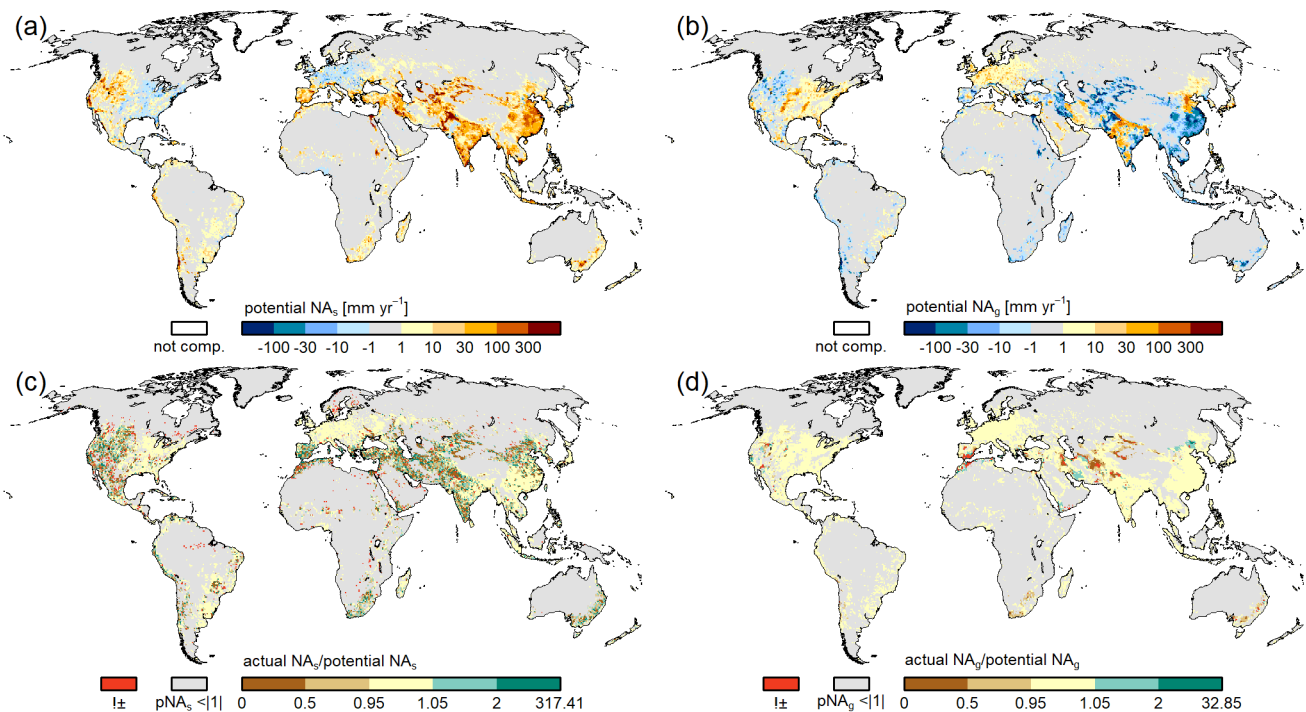 (a)
potential NAs [mm yr−1]
not comp.
-100 -30 -10 -1 1 10 30 100 300
(b)
potential NAg [mm yr−1]
not comp.
-100 -30 -10 -1 1 10 30 100 300
(c)
actual NAs/potential NAs
!± pNAs <|1| 0 0.5 0.95 1.05 2 317.41
(d)
actual NAg/potential NAg
!± pNAg <|1| 0 0.5 0.95 1.05 2 32.85